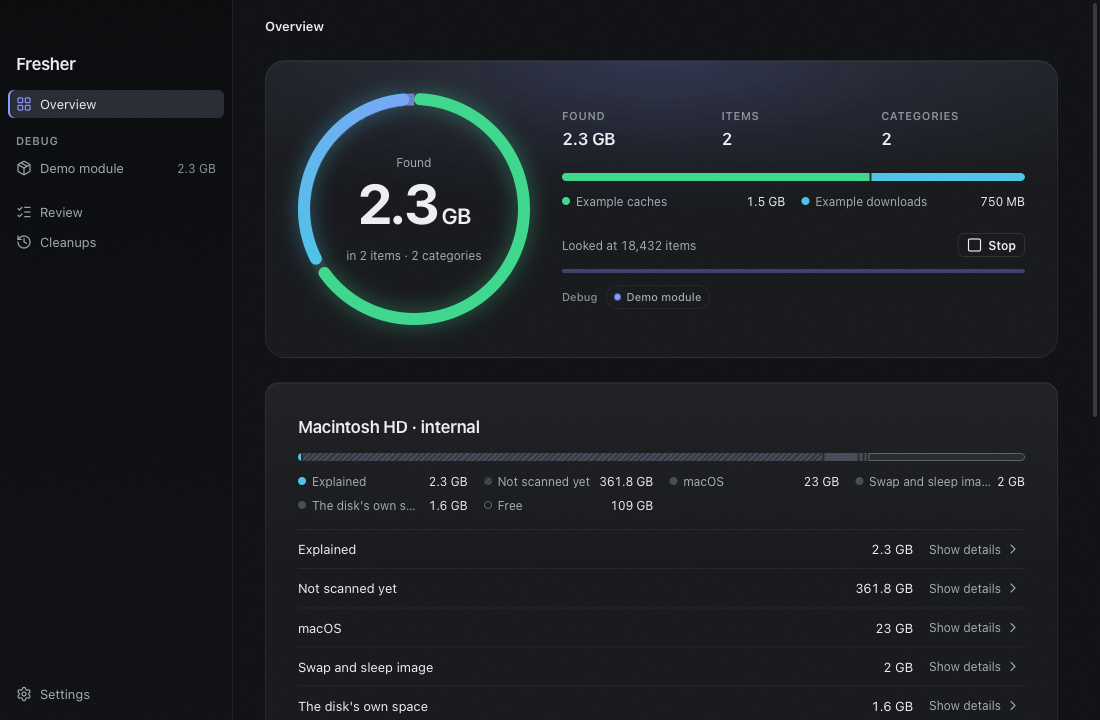 Overview
Fresher
Overview
DEBUG
Demo module 2.3 GB
Review
Cleanups
Settings
Found
2.3 GB
in 2 items · 2 categories
FOUND ITEMS CATEGORIES
2.3 GB 2 2
Example caches 1.5 GB Example downloads 750 MB
Looked at 18,432 items Stop
Debug Demo module
Macintosh HD · internal
Explained 2.3 GB Not scanned yet 361.8 GB macOS 23 GB Swap and sleep ima... 2 GB
The disk's own s... 1.6 GB Free 109 GB
Explained 2.3 GB Show details
Not scanned yet 361.8 GB Show details
macOS 23 GB Show details
Swap and sleep image 2 GB Show details
The disk's own space 1.6 GB Show details